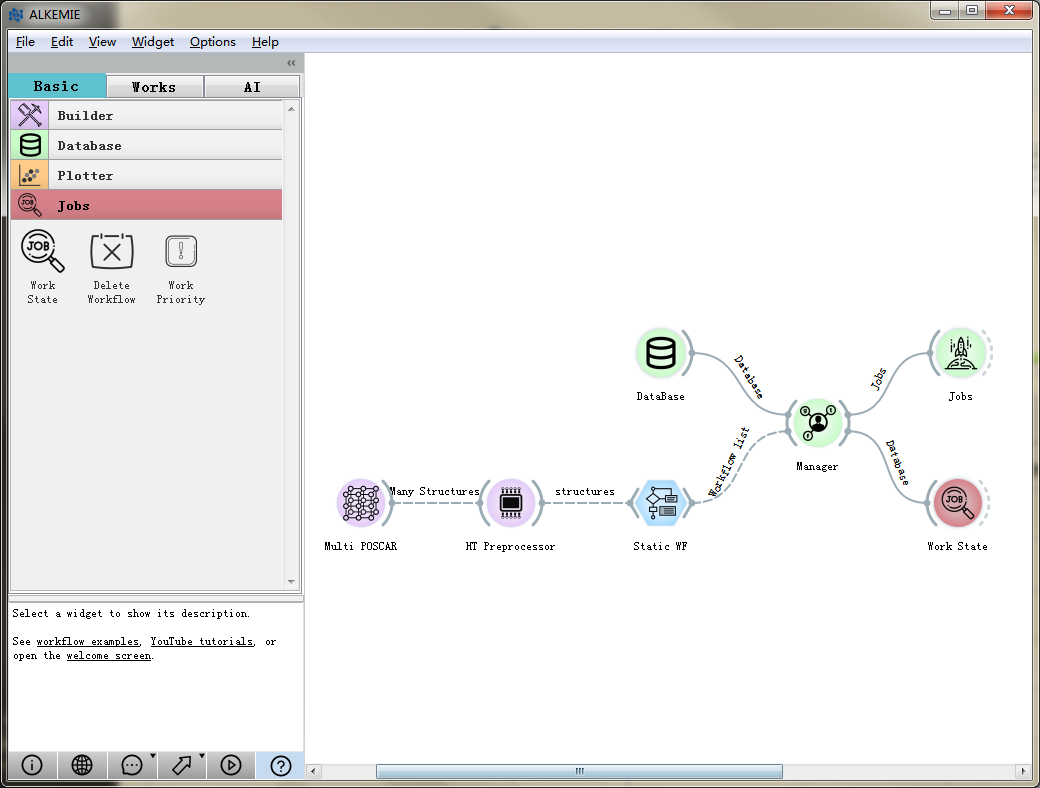 ALKEMIE
File Edit View Widget Options Help
Basic Works AI
Builder
Database
Plotter
Jobs
JOB
JOB
Work State
Delete Workflow
Work Priority
DataBase
Database
Jobs
Jobs
Manager
Workflow list
Database
Many Structures
structures
JOB
Multi POSCAR
HT Preprocessor
Static WF
Work State
Select a widget to show its description.
See workflow examples, YouTube tutorials, or
open the welcome screen.